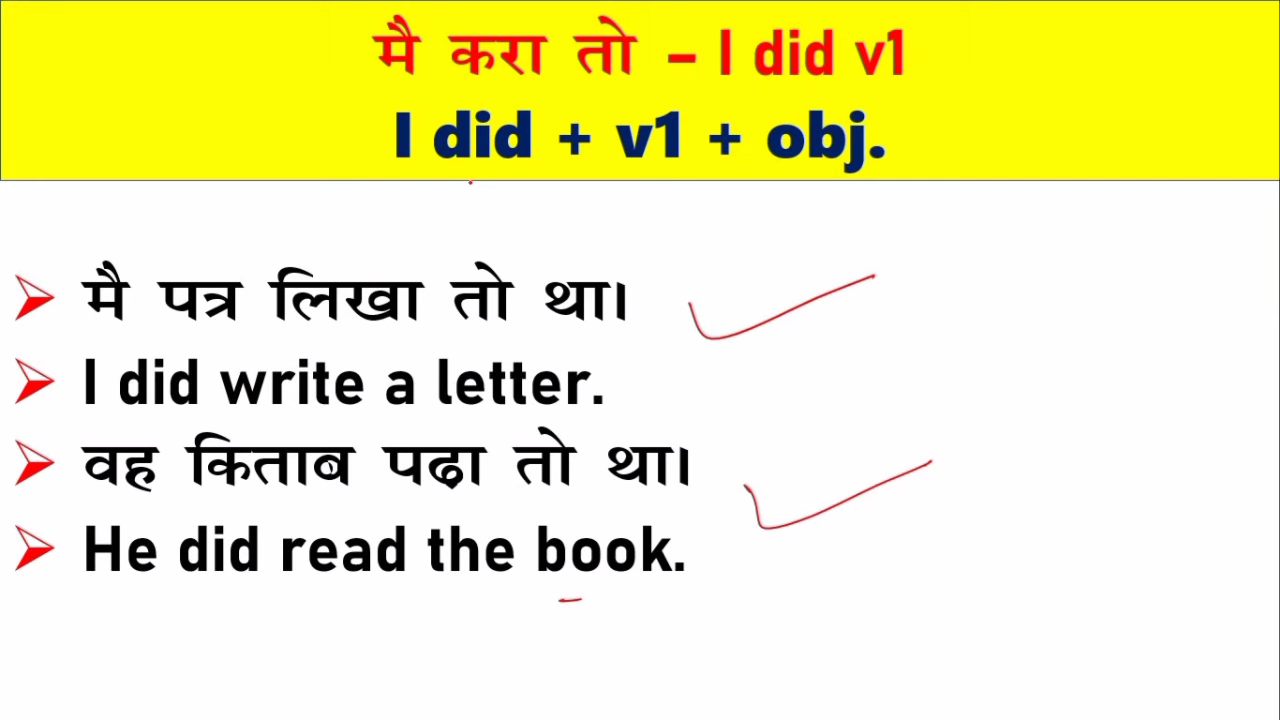 मै करा तो – I did v1
I did + v1 + obj.
मै पत्र लिखा तो था।
I did write a letter.
वह किताब पढ़ा तो था।
He did read the book.